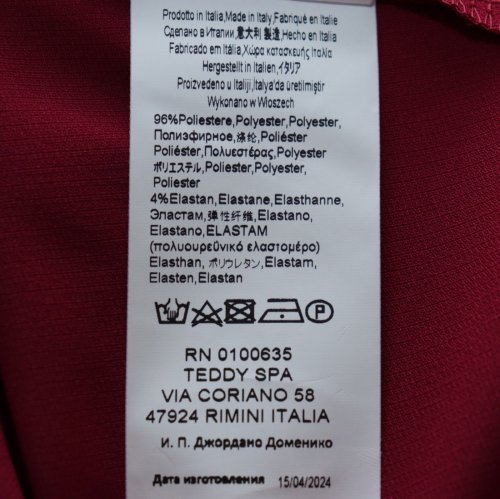 Prodotto in Italia,Made in Italy,Fabriqué en Italie
Сделано в Италии,意大利 製造,Hecho en Italia
Fabricado em Itália,Χώρα κατασκευής Ιταλία
Hergestellt in Italien,イタリア
Proizvedeno u Italiji,Italya'da üretilmiştir
Wykonano w Wloszech
96%Poliestere,Polyester,Polyester,
Полиэфирное,涤纶,Poliéster
Poliéster,Πολυεστέρας,Polyester
ポリエステル,Poliester,Polyester,
Poliester
4%Elastan,Elastane,Elasthanne,
Эластам,弹性纤维,Elastano,
Elastano,ELASTAM
(πολυουρεϋνικό ελαστομέρο)
Elasthan, ポリウレタン,Elastam,
Elasten,Elastan
RN 0100635
TEDDY SPA
VIA CORIANO 58
47924 RIMINI ITALIA
И. П. Джордано Доменико
Дата изготовления 15/04/2024